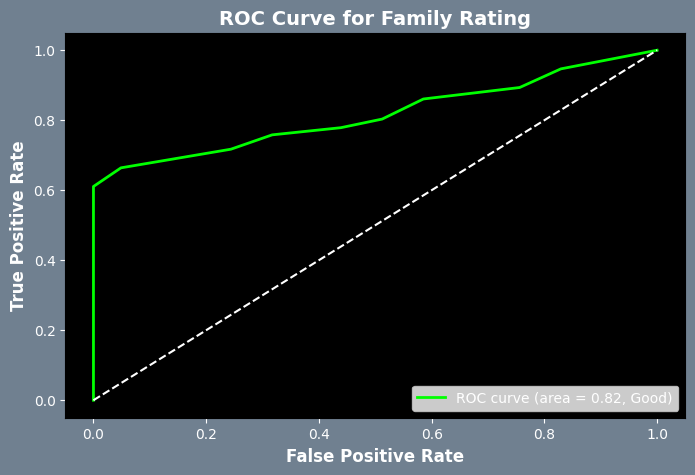 ROC Curve for Family Rating
True Positive Rate
1.0
0.8
0.6
0.4
0.2
0.0
ROC curve (area = 0.82, Good)
0.0 0.2 0.4 0.6 0.8 1.0
False Positive Rate